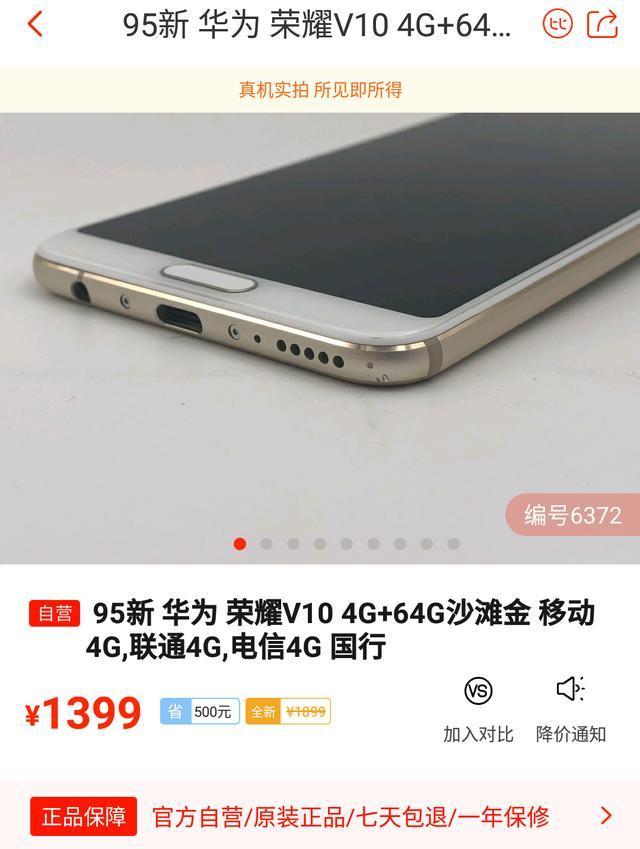 95新 华为 荣耀V10 4G+64...
真机实拍 所见即所得
编号6372
自营 95新 华为 荣耀V10 4G+64G沙滩金 移动
4G,联通4G,电信4G 国行
¥1399 省 500元 全新 ¥1899
VS
加入对比 降价通知
正品保障 官方自营/原装正品/七天包退/一年保修